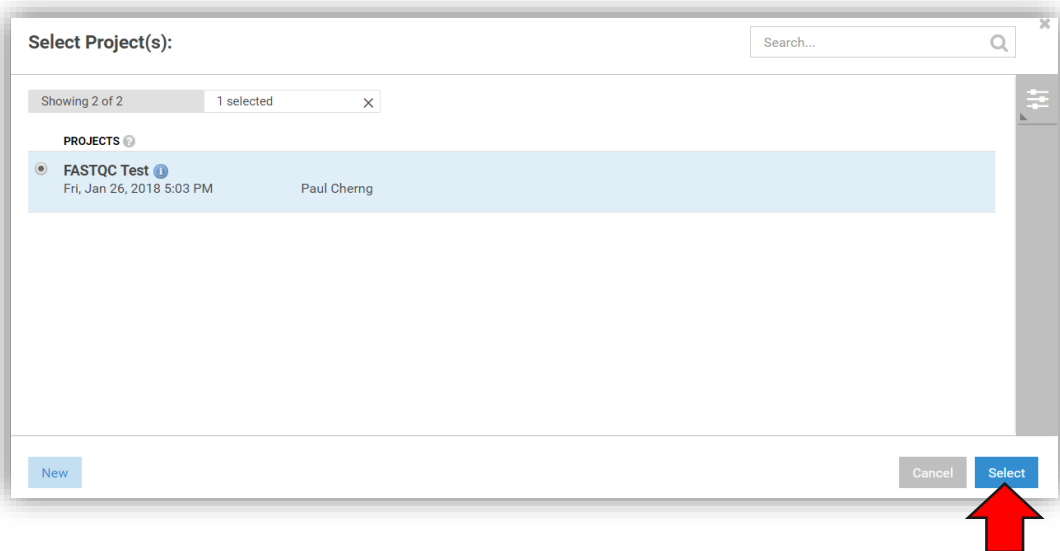 Select Project(s):
Search...
Showing 2 of 2 1 selected
PROJECTS
FASTQC Test
Fri, Jan 26, 2018 5:03 PM Paul Cherng
New Cancel Select